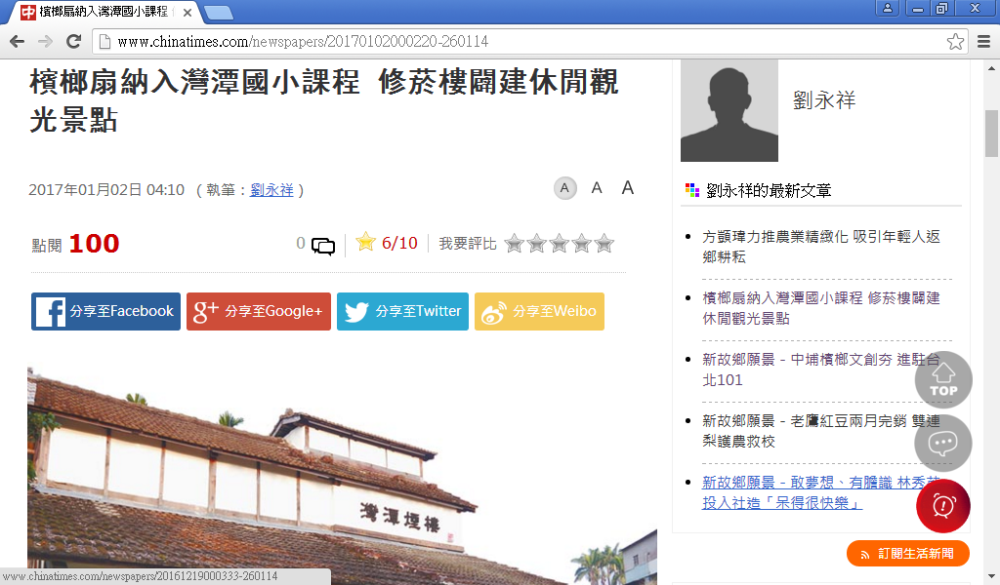 檳榔扇納入灣潭國小課程
www.chinatimes.com/newspapers/20170102000220-260114
檳榔扇納入灣潭國小課程 修菸樓闢建休閒觀
光景點
2017年01月02日 04:10 （執筆：劉永祥）
A A A
點閱 100
0
6/10
我要評比
分享至Facebook
分享至Google+
分享至Twitter
分享至Weibo
灣潭煙樓
劉永祥
劉永祥的最新文章
方顗瑋力推農業精緻化 吸引年輕人返
鄉耕耘
檳榔扇納入灣潭國小課程 修菸樓闢建
休閒觀光景點
新故鄉願景－中埔檳榔文創夯 進駐台
北101
新故鄉願景－老鷹紅豆兩月完銷 雙連
梨護農救校
新故鄉願景－敢夢想、有膽識 林秀
投入社造「呆得很快樂」
TOP
訂閱生活新聞
www.chinatimes.com/newspapers/20161219000333-260114